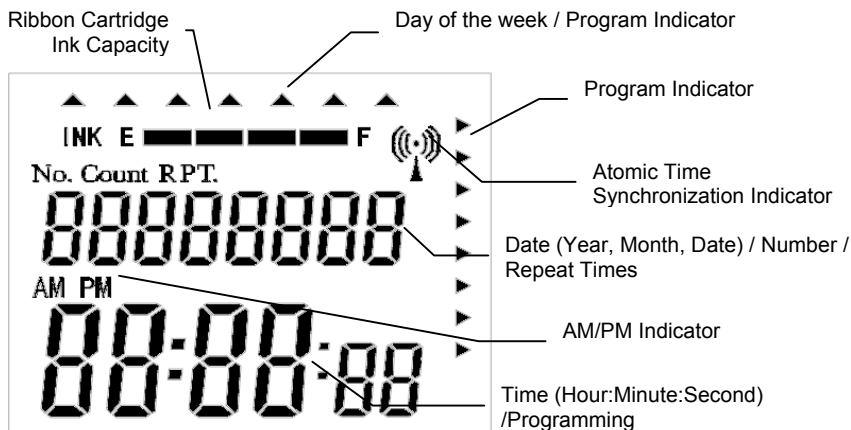 Ribbon Cartridge
Ink Capacity
Day of the week / Program Indicator
Program Indicator
INK E F
No. Count RPT.
Atomic Time
Synchronization Indicator
88888888
Date (Year, Month, Date) / Number /
Repeat Times
AM PM
AM/PM Indicator
88:88:88
Time (Hour:Minute:Second)
/Programming